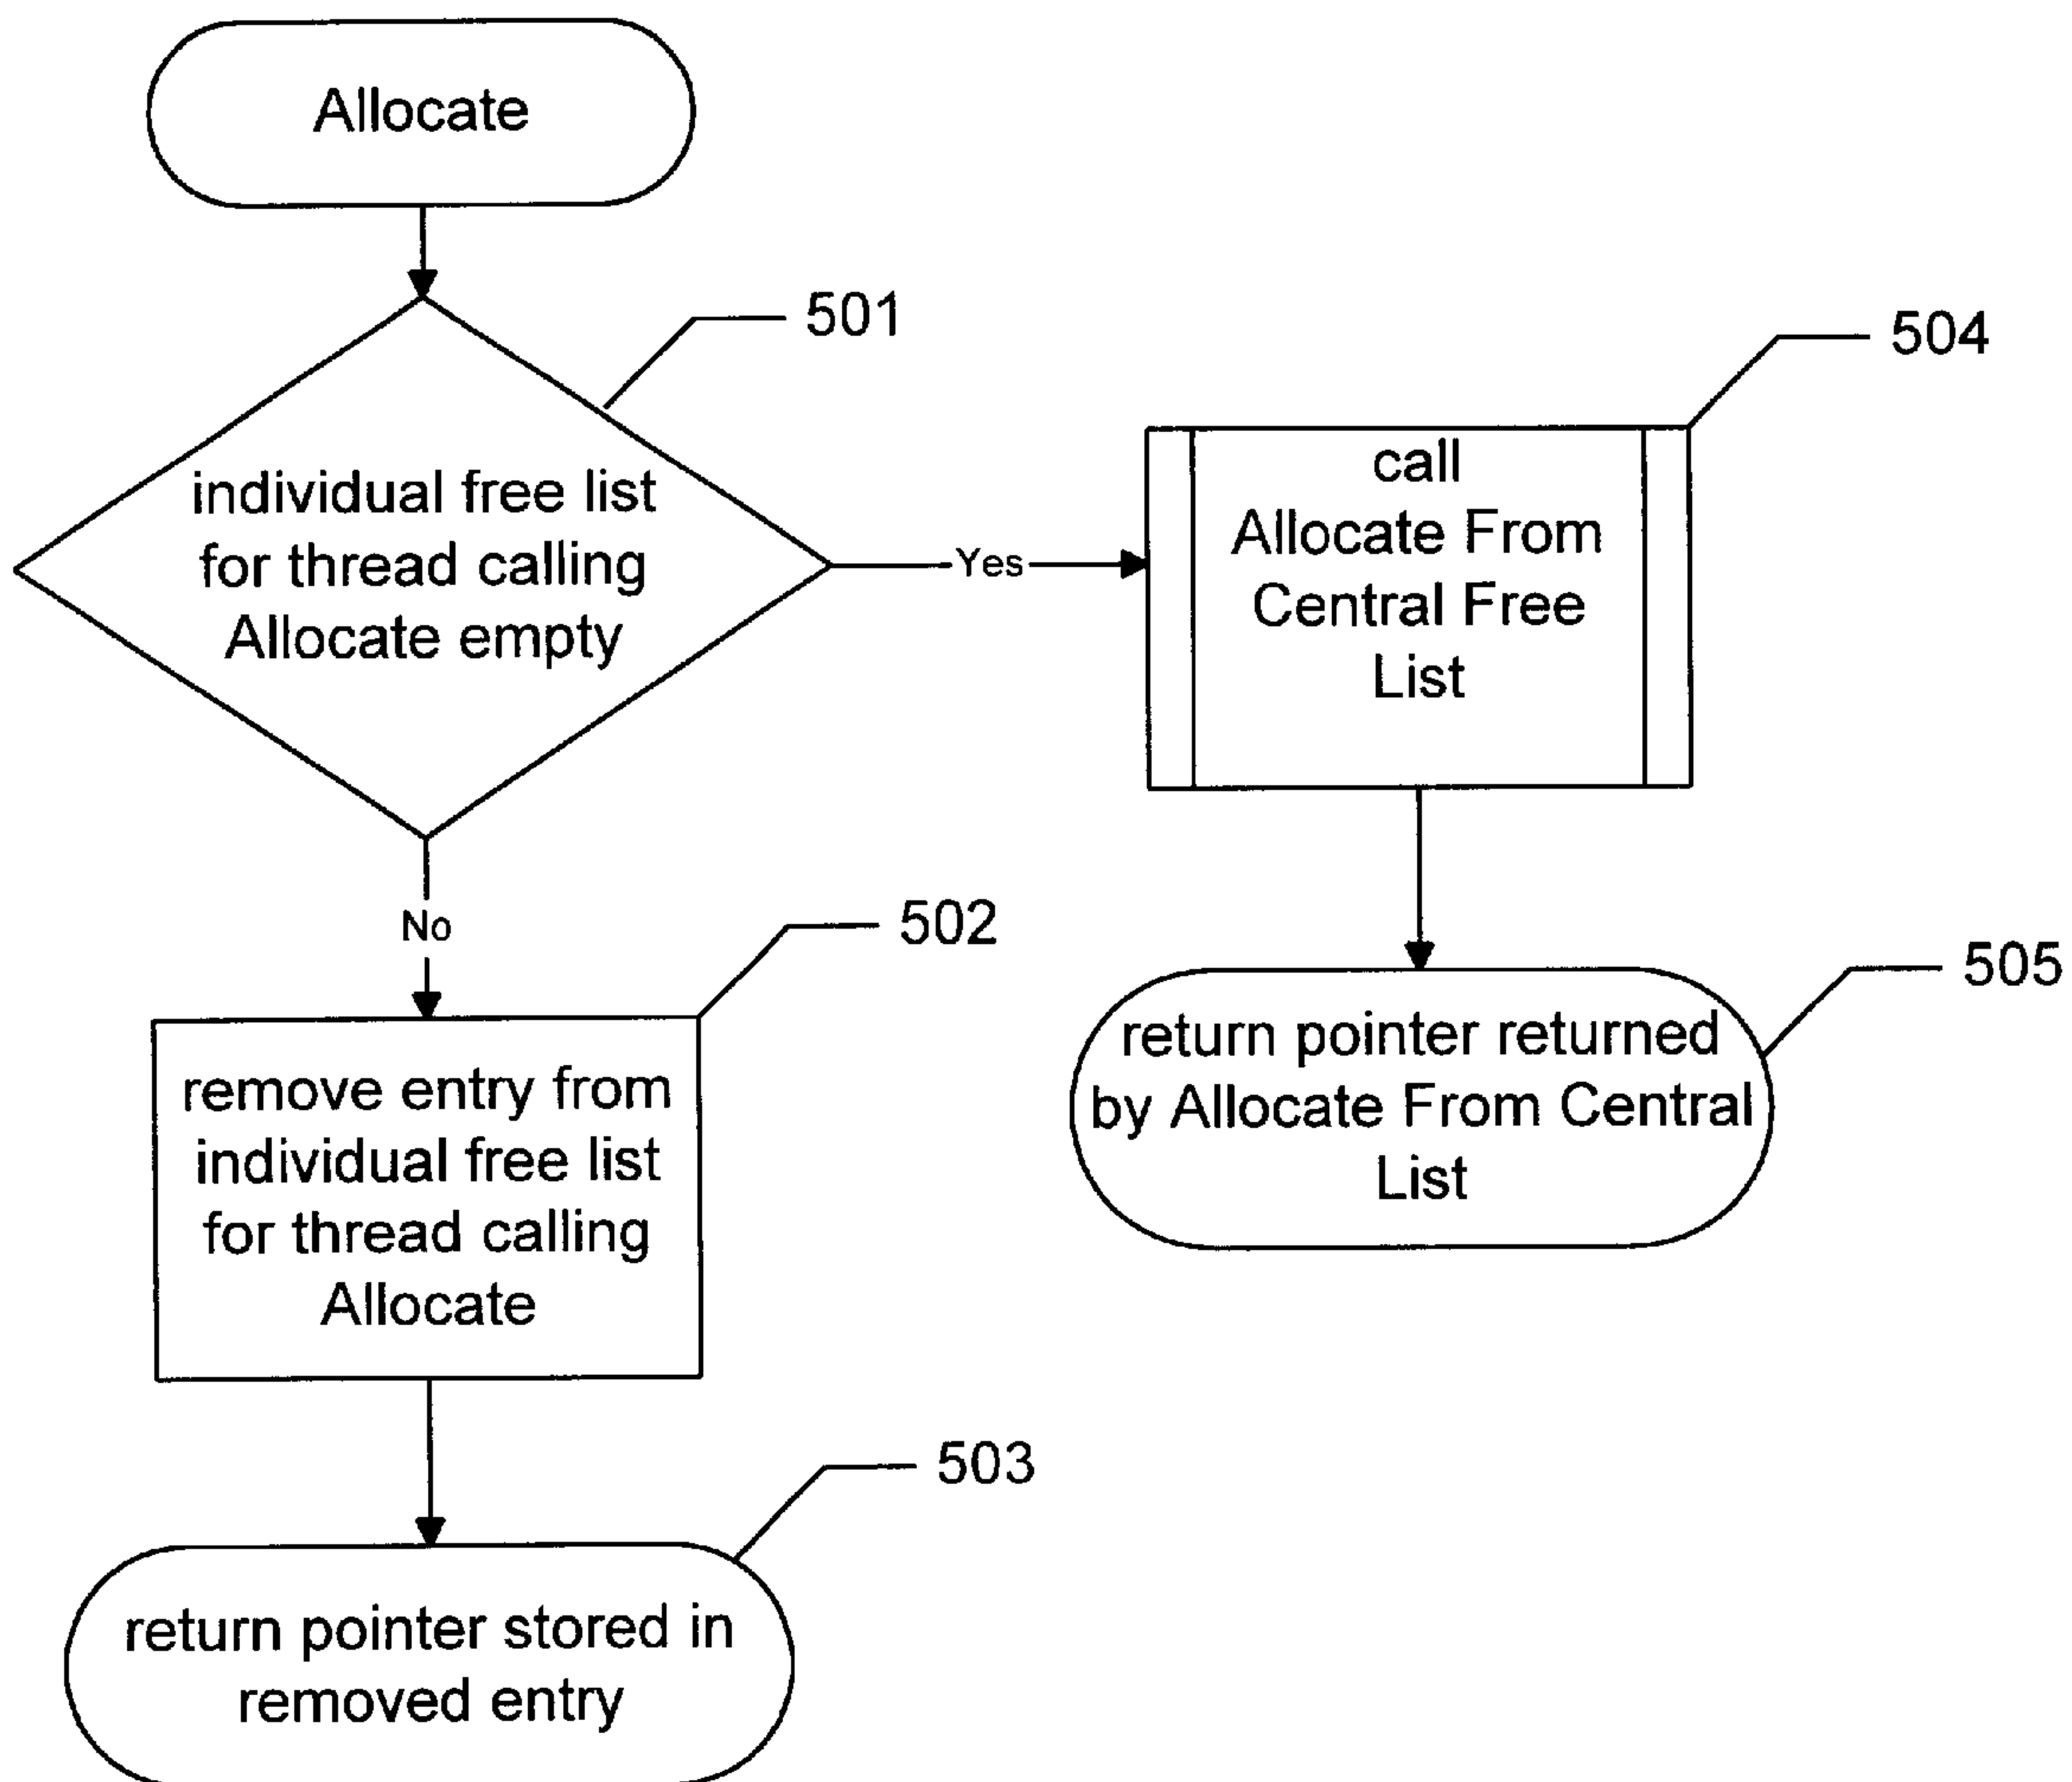 Allocate
501
individual free list
for thread calling
Allocate empty
Yes
504
call
Allocate From
Central Free
List
No
502
remove entry from
individual free list
for thread calling
Allocate
505
return pointer returned
by Allocate From Central
List
503
return pointer stored in
removed entry